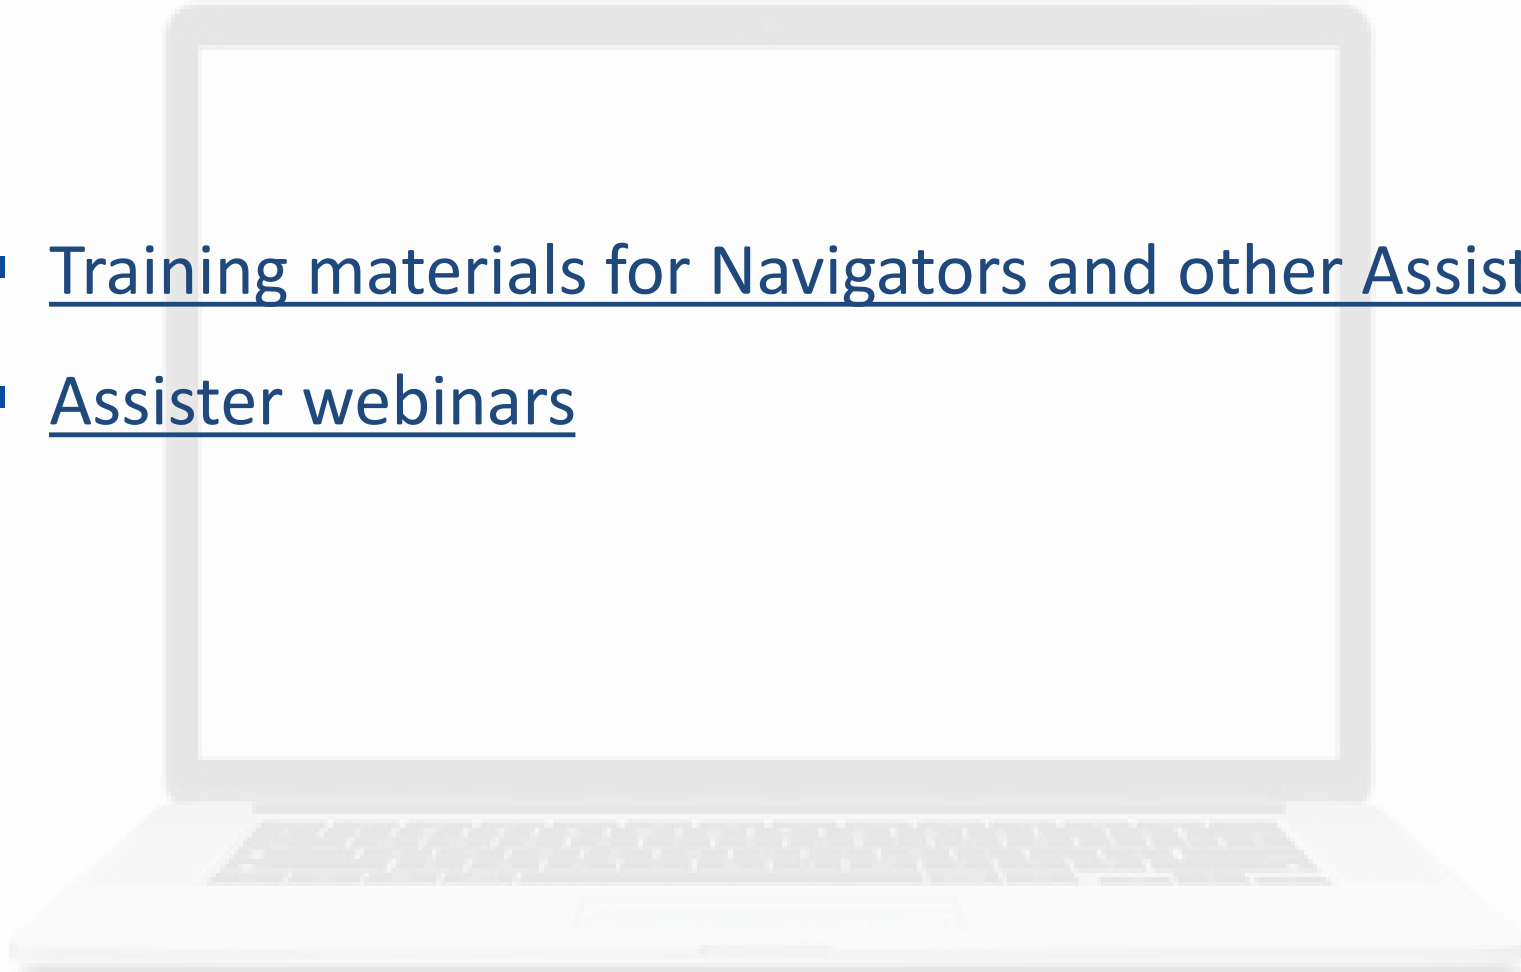 ▪ Training materials for Navigators and other Assist
▪ Assister webinars